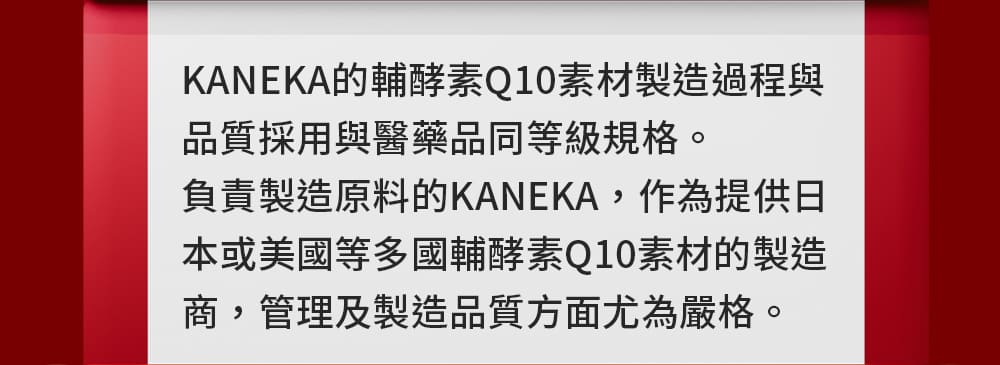 KANEKA的輔酵素Q10素材製造過程與
品質採用與醫藥品同等級規格。
負責製造原料的KANEKA，作為提供日
本或美國等多國輔酵素Q10素材的製造
商，管理及製造品質方面尤為嚴格。